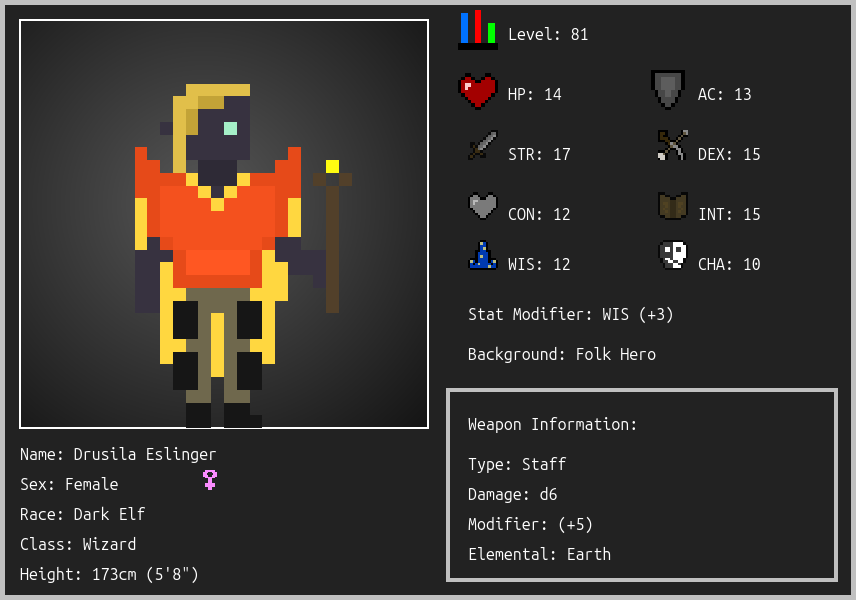 Level: 81
HP: 14
AC: 13
STR: 17
DEX: 15
CON: 12
INT: 15
WIS: 12
CHA: 10
Stat Modifier: WIS (+3)
Background: Folk Hero
Weapon Information:
Type: Staff
Damage: d6
Modifier: (+5)
Elemental: Earth
Name: Drusila Eslinger
Sex: Female
Race: Dark Elf
Class: Wizard
Height: 173cm (5'8")